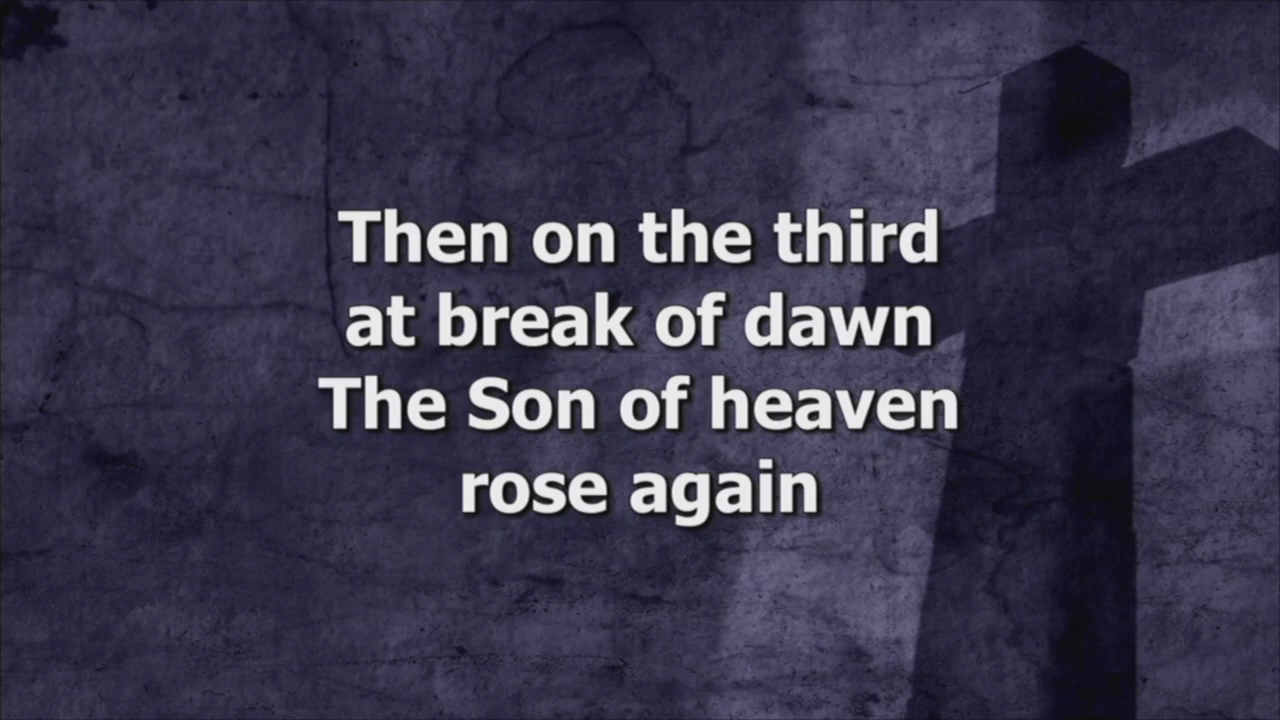 Then on the third
at break of dawn
The Son of heaven
rose again